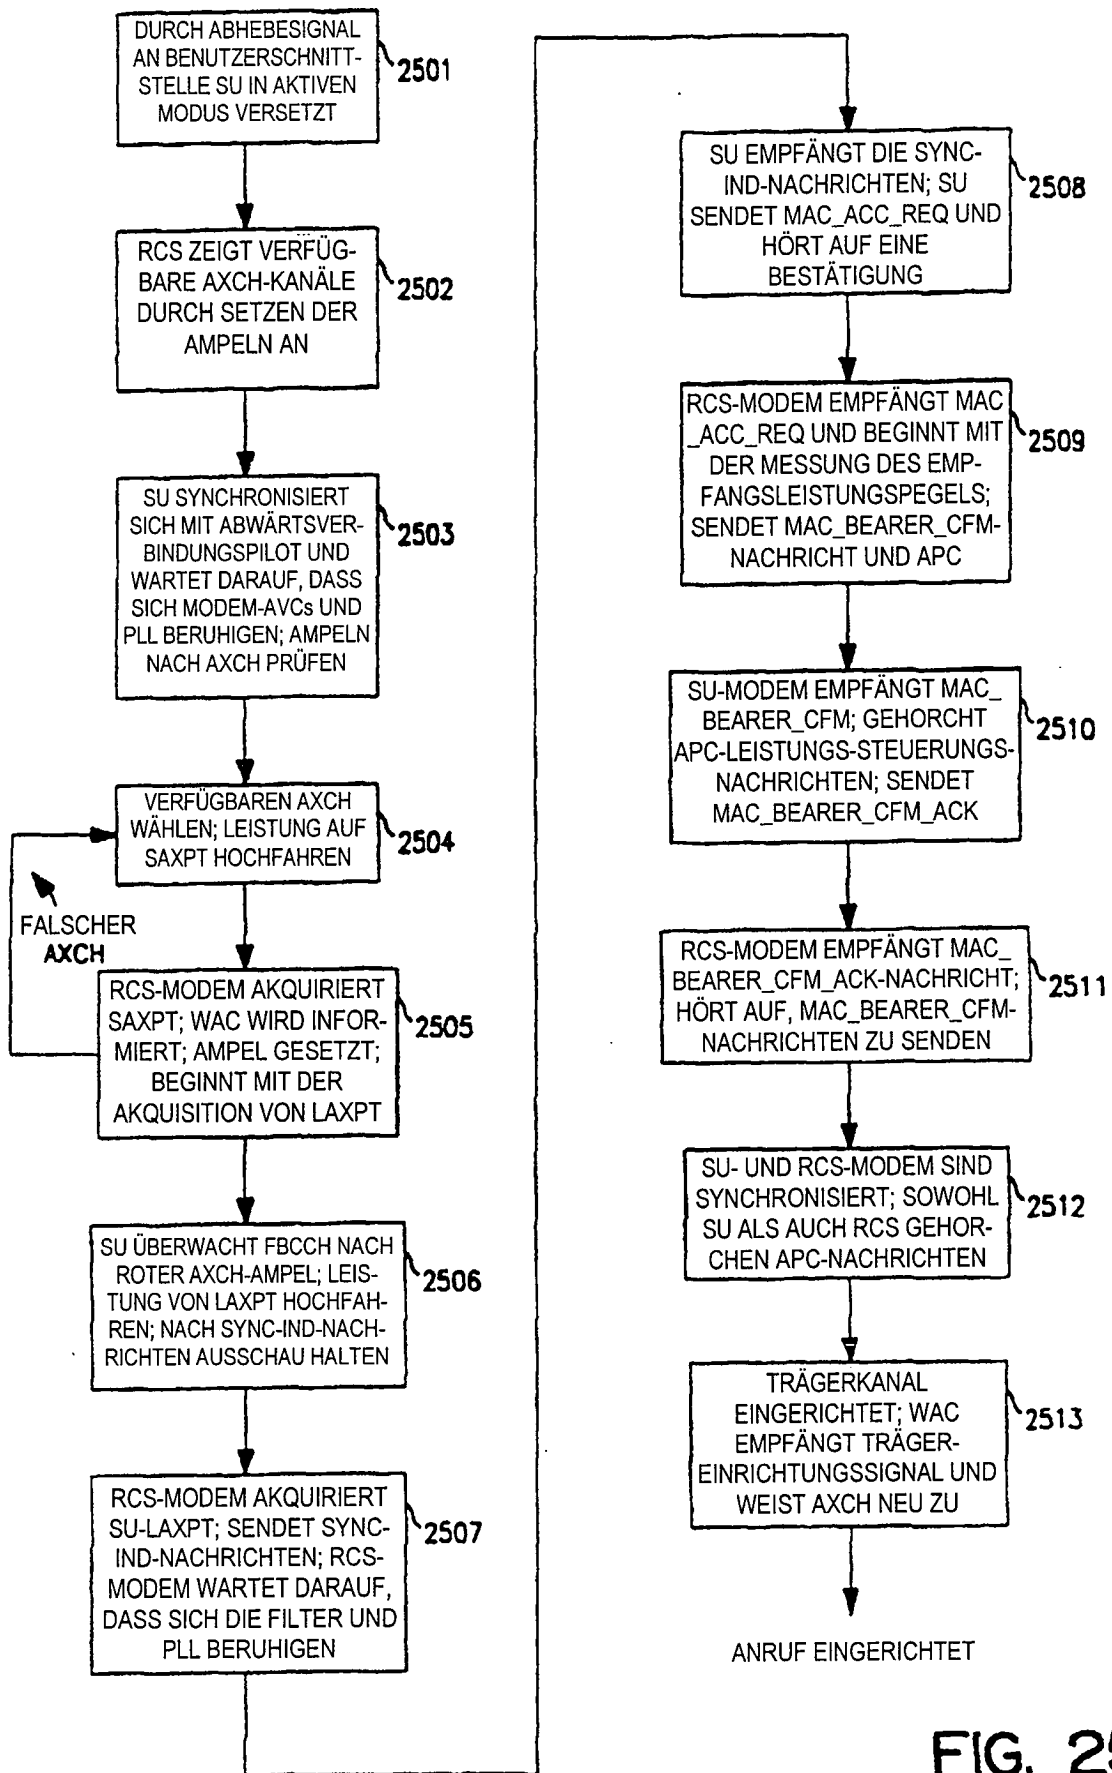 DURCH ABHEBESIGNAL
AN BENUTZERSCHNITT-
STELLE SU IN AKTIVEN
MODUS VERSETZT
2501
RCS ZEIGT VERFÜG-
BARE AXCH-KANÄLE
DURCH SETZEN DER
AMPELN AN
2502
SU SYNCHRONISIERT
SICH MIT ABWÄRTSVER-
BINDUNGSPILOT UND
WARTET DARAUF, DASS
SICH MODEM-AVCs UND
PLL BERUHIGEN; AMPELN
NACH AXCH PRÜFEN
2503
VERFÜGBAREN AXCH
WÄHLEN; LEISTUNG AUF
SAXPT HOCHFAHREN
2504
FALSCHER
AXCH
RCS-MODEM AKQUIRIERT
SAXPT; WAC WIRD INFOR-
MIERT; AMPEL GESETZT;
BEGINNT MIT DER
AKQUISITION VON LAXPT
2505
SU ÜBERWACHT FBCCH NACH
ROTER AXCH-AMPEL; LEIS-
TUNG VON LAXPT HOCHFAH-
REN; NACH SYNC-IND-NACH-
RICHTEN AUSSCHAU HALTEN
2506
RCS-MODEM AKQUIRIERT
SU-LAXPT; SENDET SYNC-
IND-NACHRICHTEN; RCS-
MODEM WARTET DARAUF,
DASS SICH DIE FILTER UND
PLL BERUHIGEN
2507
SU EMPFÄNGT DIE SYNC-
IND-NACHRICHTEN; SU
SENDET MAC_ACC_REQ UND
HÖRT AUF EINE
BESTÄTIGUNG
2508
RCS-MODEM EMPFÄNGT MAC
_ACC_REQ UND BEGINNT MIT
DER MESSUNG DES EMP-
FANGSLEISTUNGSPEGELS;
SENDET MAC_BEARER_CFM-
NACHRICHT UND APC
2509
SU-MODEM EMPFÄNGT MAC_
BEARER_CFM; GEHORCHT
APC-LEISTUNGS-STEUERUNGS-
NACHRICHTEN; SENDET
MAC_BEARER_CFM_ACK
2510
RCS-MODEM EMPFÄNGT MAC_
BEARER_CFM_ACK-NACHRICHT;
HÖRT AUF, MAC_BEARER_CFM-
NACHRICHTEN ZU SENDEN
2511
SU- UND RCS-MODEM SIND
SYNCHRONISIERT; SOWOHL
SU ALS AUCH RCS GEHOR-
CHEN APC-NACHRICHTEN
2512
TRÄGERKANAL
EINGERICHTET; WAC
EMPFÄNGT TRÄGER-
EINRICHTUNGSSIGNAL UND
WEIST AXCH NEU ZU
2513
ANRUF EINGERICHTET
FIG. 25